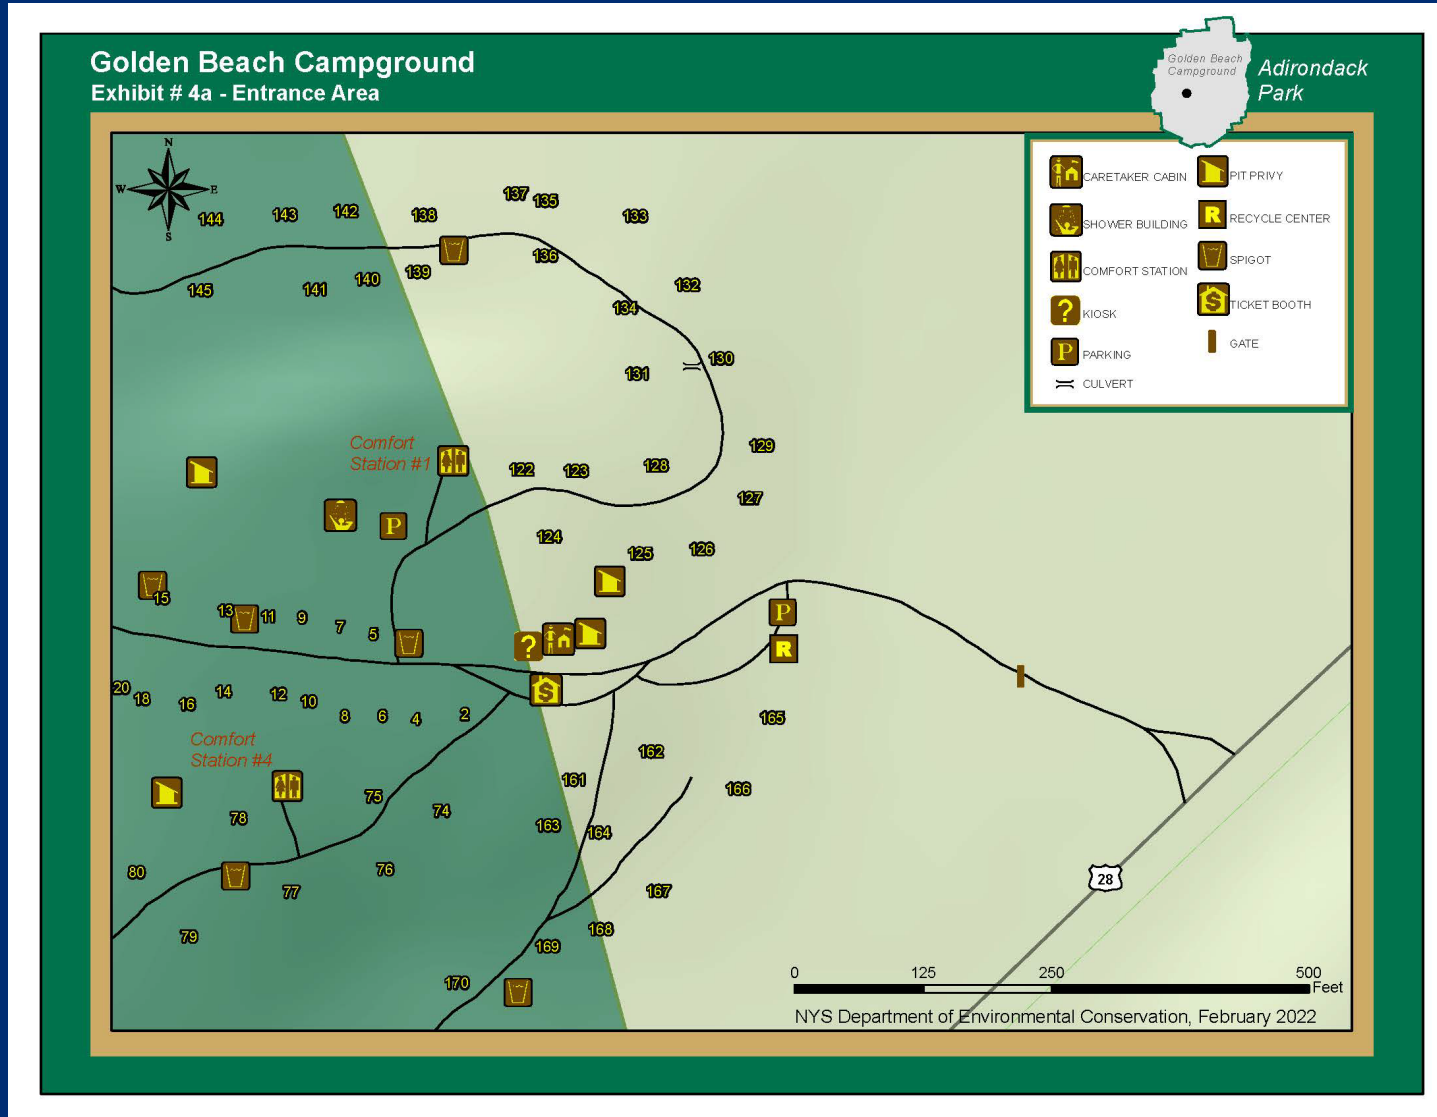 Golden Beach Campground
Exhibit # 4a - Entrance Area
Golden Beach
Campground
Adirondack
Park
CARETAKER CABIN
PIT PRIVY
SHOWER BUILDING
R
RECYCLE CENTER
COMFORT STATION
SPIGOT
?
KIOSK
$
TICKET BOOTH
P
PARKING
GATE
CULVERT
N
W
E
S
137
135
144
143
142
138
133
136
139
140
141
145
132
134
130
131
Comfort
Station #1
129
122
123
128
127
P
124
125
126
15
13
11
9
7
5
P
?
R
$
20
18
16
14
12
10
8
6
4
2
165
Comfort
Station #4
162
161
166
75
74
78
163
164
80
76
77
167
28
79
168
169
170
0
125
250
500
Feet
NYS Department of Environmental Conservation, February 2022